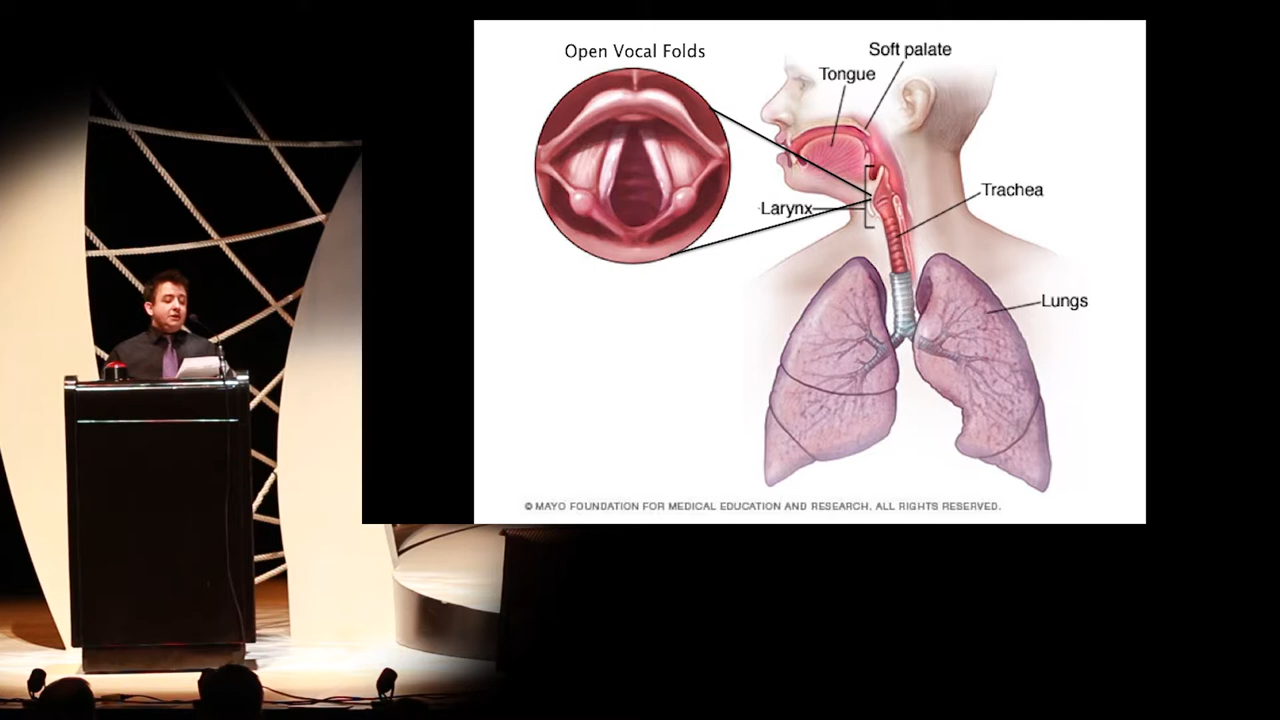 Open Vocal Folds
Soft palate
Tongue
Trachea
Larynx
Lungs
© MAYO FOUNDATION FOR MEDICAL EDUCATION AND RESEARCH. ALL RIGHTS RESERVED.